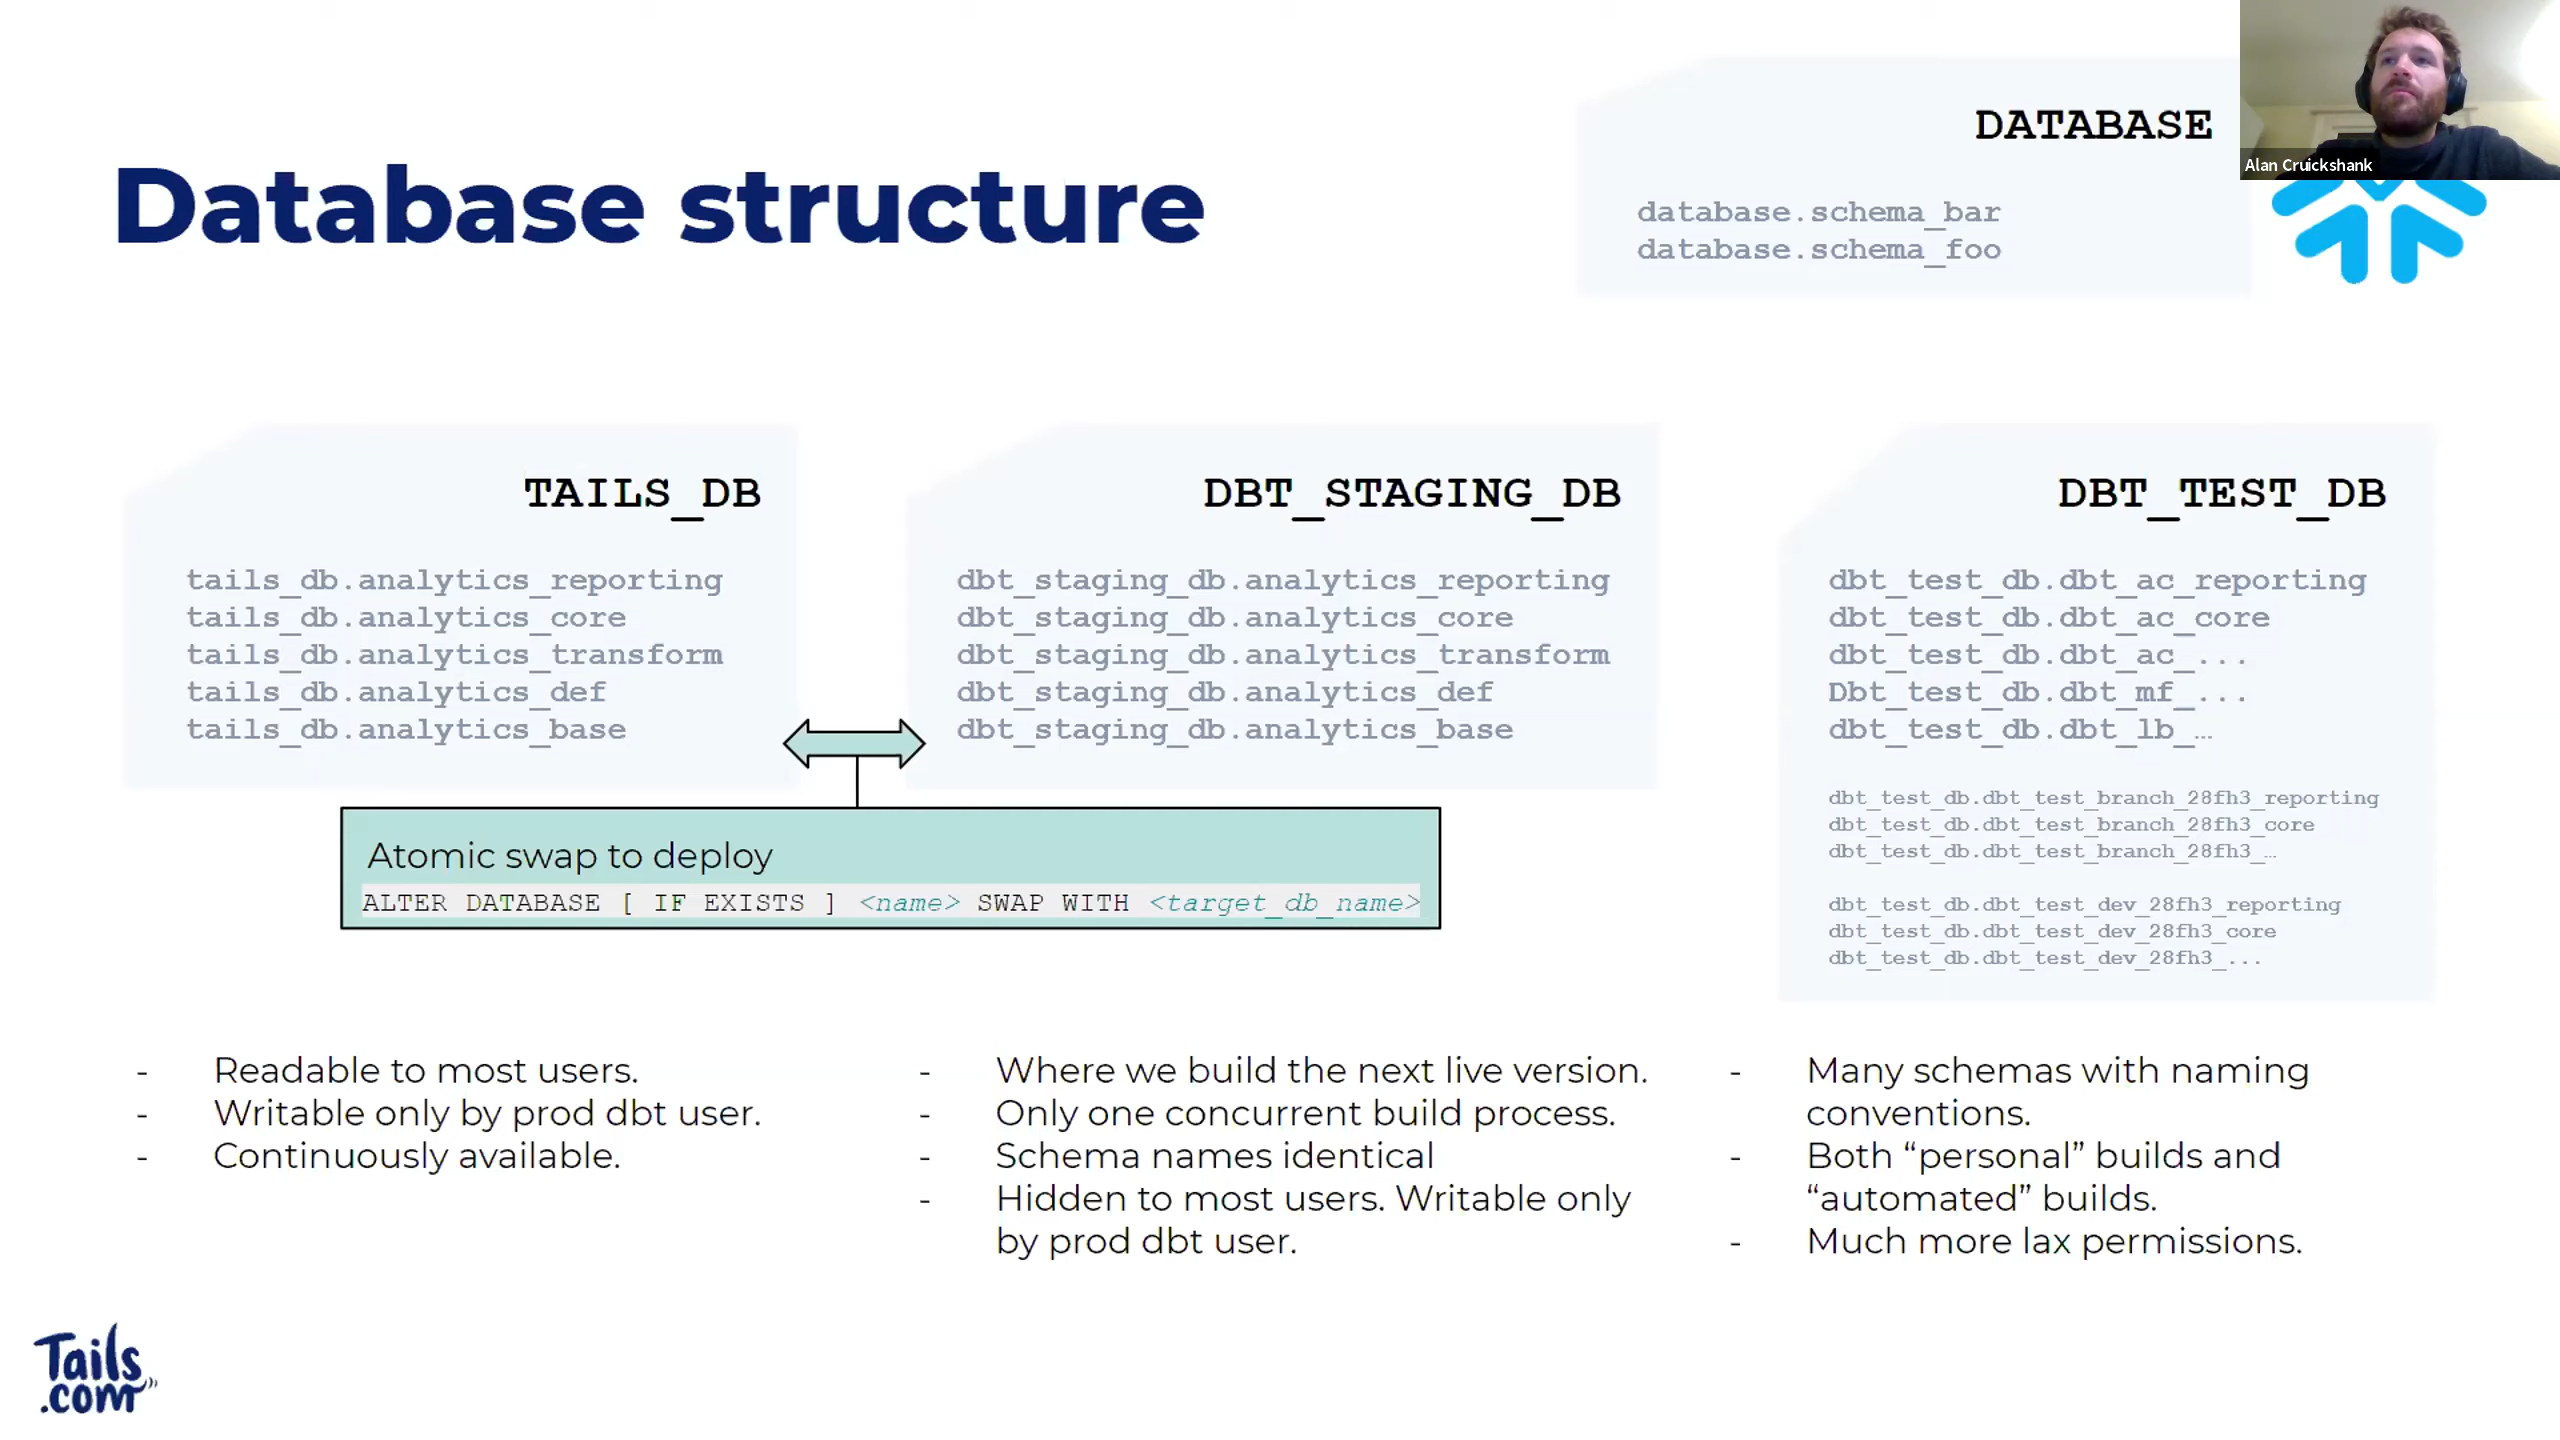 Database structure
DATABASE
database.schema_bar
database.schema_foo
Alan Cruickshank
TAILS_DB
tails_db.analytics_reporting
tails_db.analytics_core
tails_db.analytics_transform
tails_db.analytics_def
tails_db.analytics_base
DBT_STAGING_DB
dbt_staging_db.analytics_reporting
dbt_staging_db.analytics_core
dbt_staging_db.analytics_transform
dbt_staging_db.analytics_def
dbt_staging_db.analytics_base
DBT_TEST_DB
dbt_test_db.dbt_ac_reporting
dbt_test_db.dbt_ac_core
dbt_test_db.dbt_ac_...
Dbt_test_db.dbt_mf_...
dbt_test_db.dbt_lb_…
dbt_test_db.dbt_test_branch_28fh3_reporting
dbt_test_db.dbt_test_branch_28fh3_core
dbt_test_db.dbt_test_branch_28fh3_…
dbt_test_db.dbt_test_dev_28fh3_reporting
dbt_test_db.dbt_test_dev_28fh3_core
dbt_test_db.dbt_test_dev_28fh3_...
Atomic swap to deploy
ALTER DATABASE [ IF EXISTS ] <name> SWAP WITH <target_db_name>
- Readable to most users.
- Writable only by prod dbt user.
- Continuously available.
- Where we build the next live version.
- Only one concurrent build process.
- Schema names identical
- Hidden to most users. Writable only
by prod dbt user.
- Many schemas with naming
conventions.
- Both “personal” builds and
“automated” builds.
- Much more lax permissions.
Tails
.com